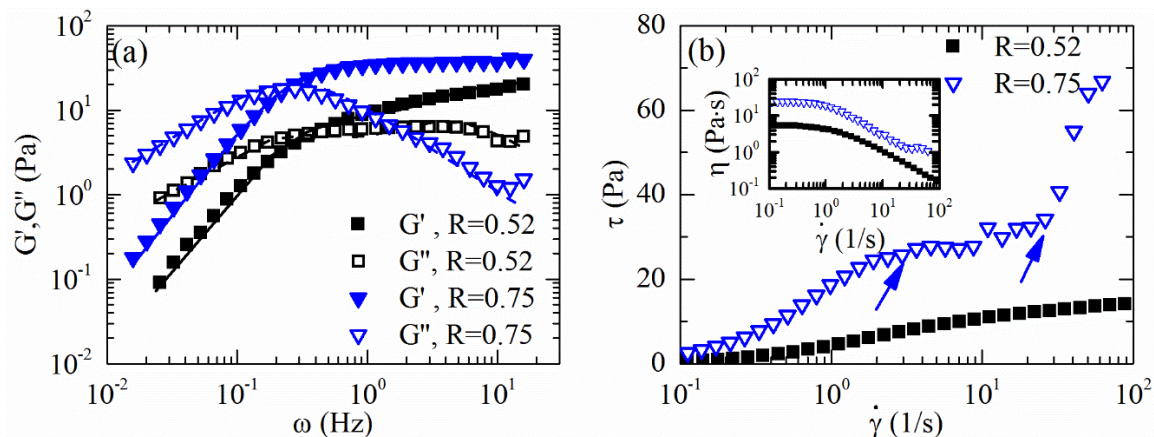 (a)
10²
10¹
10⁰
10⁻¹
10⁻²
G',G'' (Pa)
G', R=0.52
G'', R=0.52
G', R=0.75
G'', R=0.75
10⁻² 10⁻¹ 10⁰ 10¹
ω (Hz)
(b)
80
60
40
20
0
τ (Pa)
R=0.52
R=0.75
10²
10¹
10⁰
10⁻¹
η (Pa·s)
10⁻¹ 10⁰ 10¹ 10²
γ̇ (1/s)
10⁻¹ 10⁰ 10¹ 10²
γ̇ (1/s)